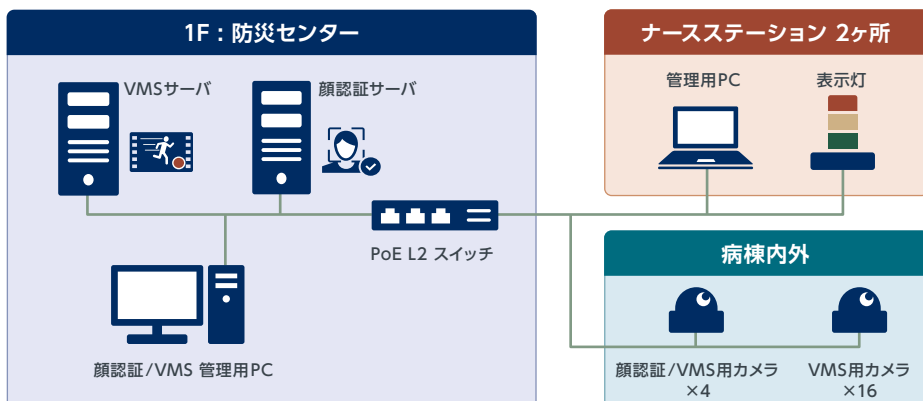 1F：防災センター
VMSサーバ
顔認証サーバ
PoE L2 スイッチ
顔認証/VMS 管理用PC
ナースステーション 2ヶ所
管理用PC
表示灯
病棟内外
顔認証/VMS用カメラ
×4
VMS用カメラ
×16